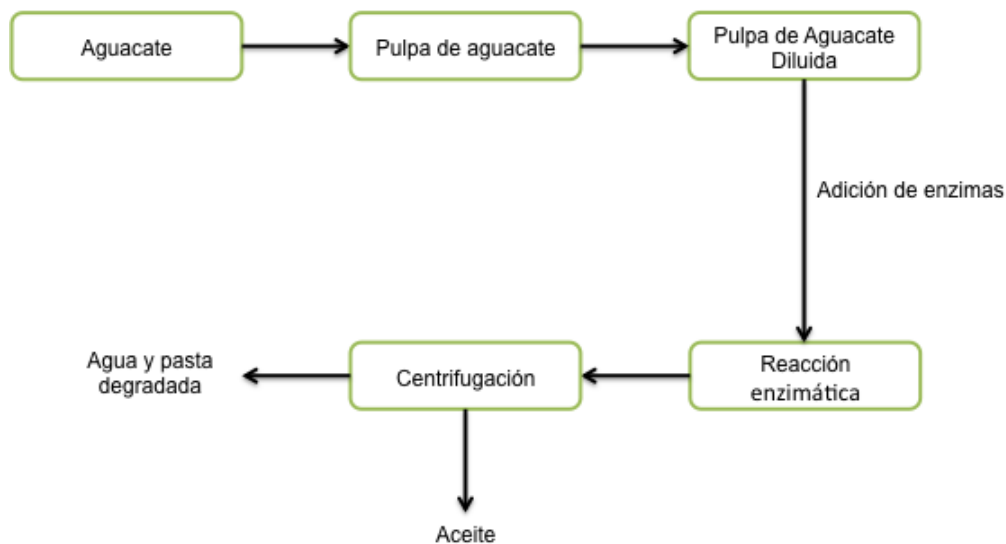 Aguacate
Pulpa de aguacate
Pulpa de Aguacate
Diluida
Adición de enzimas
Reacción
enzimática
Centrifugación
Agua y pasta
degradada
Aceite